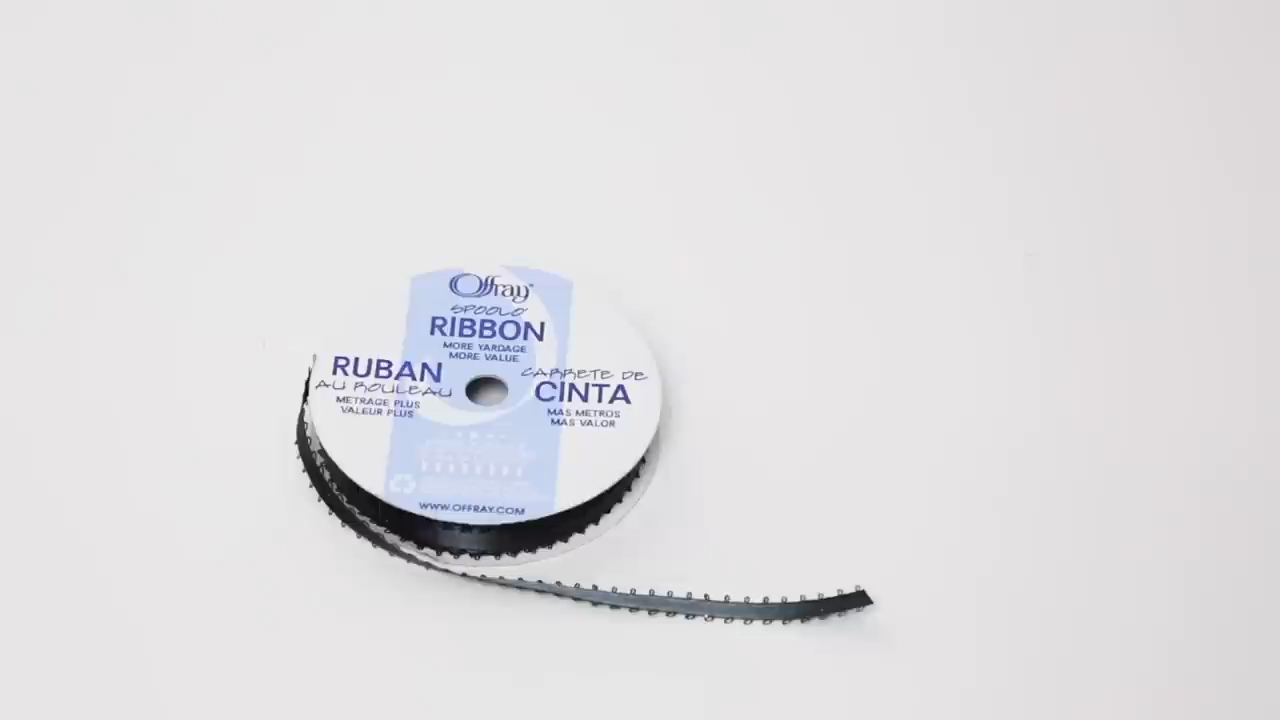 Offray®
SPOOLO'
RIBBON
MORE YARDAGE
MORE VALUE
RUBAN
AU ROULEAU
METRAGE PLUS
VALEUR PLUS
CARRETE DE
CINTA
MAS METROS
MAS VALOR
WWW.OFFRAY.COM